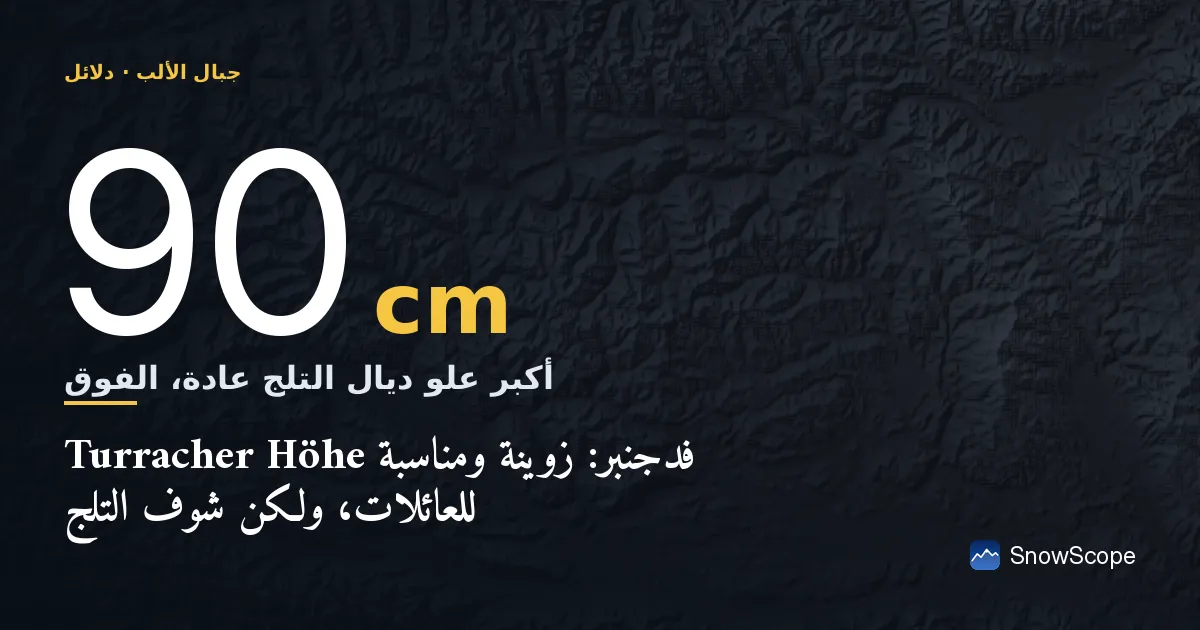 جبال الألب · دلائل
90 cm
أكبر علو ديال التلج عادة، الفوق
Turracher Höhe فدجنبر: زوينة ومناسبة
للعائلات، ولكن شوف التلج
SnowScope